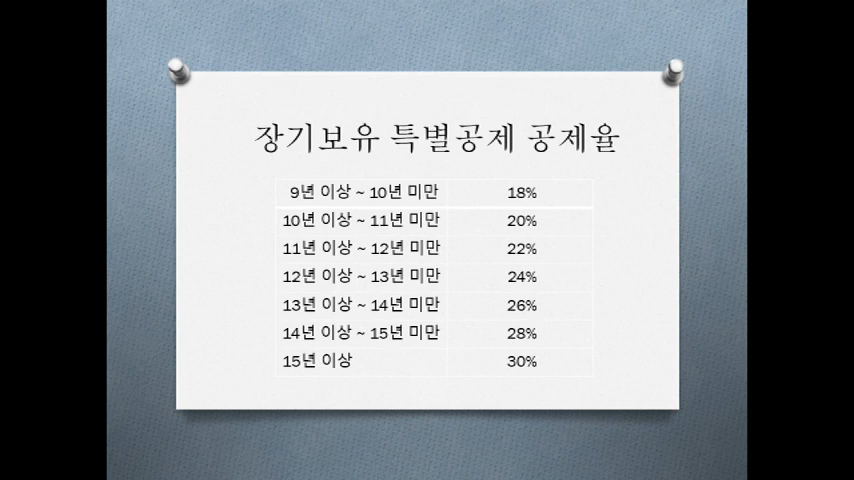 장기보유 특별공제 공제율
9년 이상 ~ 10년 미만 18%
10년 이상 ~ 11년 미만 20%
11년 이상 ~ 12년 미만 22%
12년 이상 ~ 13년 미만 24%
13년 이상 ~ 14년 미만 26%
14년 이상 ~ 15년 미만 28%
15년 이상 30%